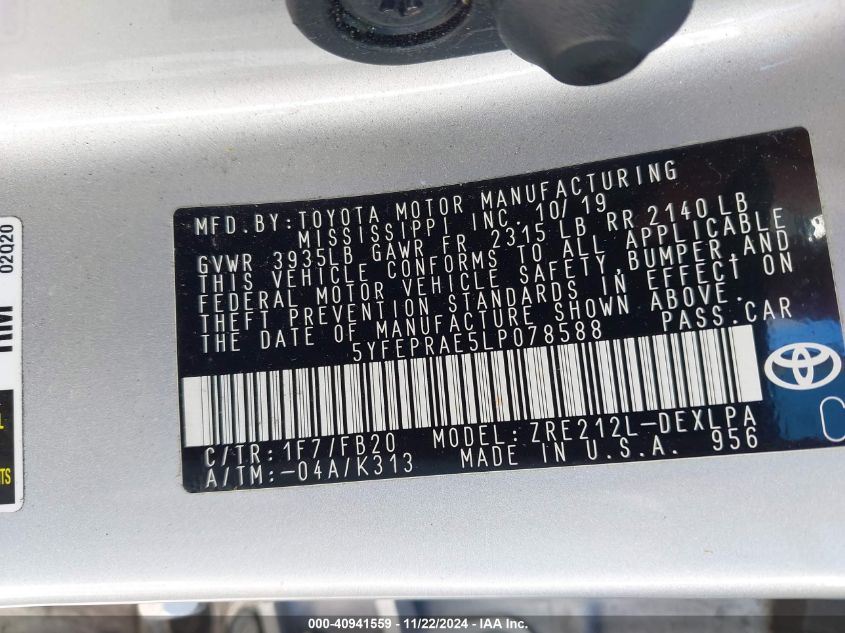 MFD.BY:TOYOTA MOTOR MANUFACTURING
MISSISSIPPI INC. 10/19
GVWR 3935LB GAWR FR 2315 LB RR 2140LB
THIS VEHICLE CONFORMS TO ALL APPLICABLE
FEDERAL MOTOR VEHICLE SAFETY,BUMPER AND
THEFT PREVENTION STANDARDS IN EFFECT ON
THE DATE OF MANUFACTURE SHOWN ABOVE.
5YFEPRAE5LP078588 PASS.CAR
C/TR:1F7/FB20 MODEL:ZRE212L-DEXLPA
A/TM:-04A/K313 MADE IN U.S.A. 956
C
02Q20
000-40941559 — 11/22/2024 — IAA Inc.